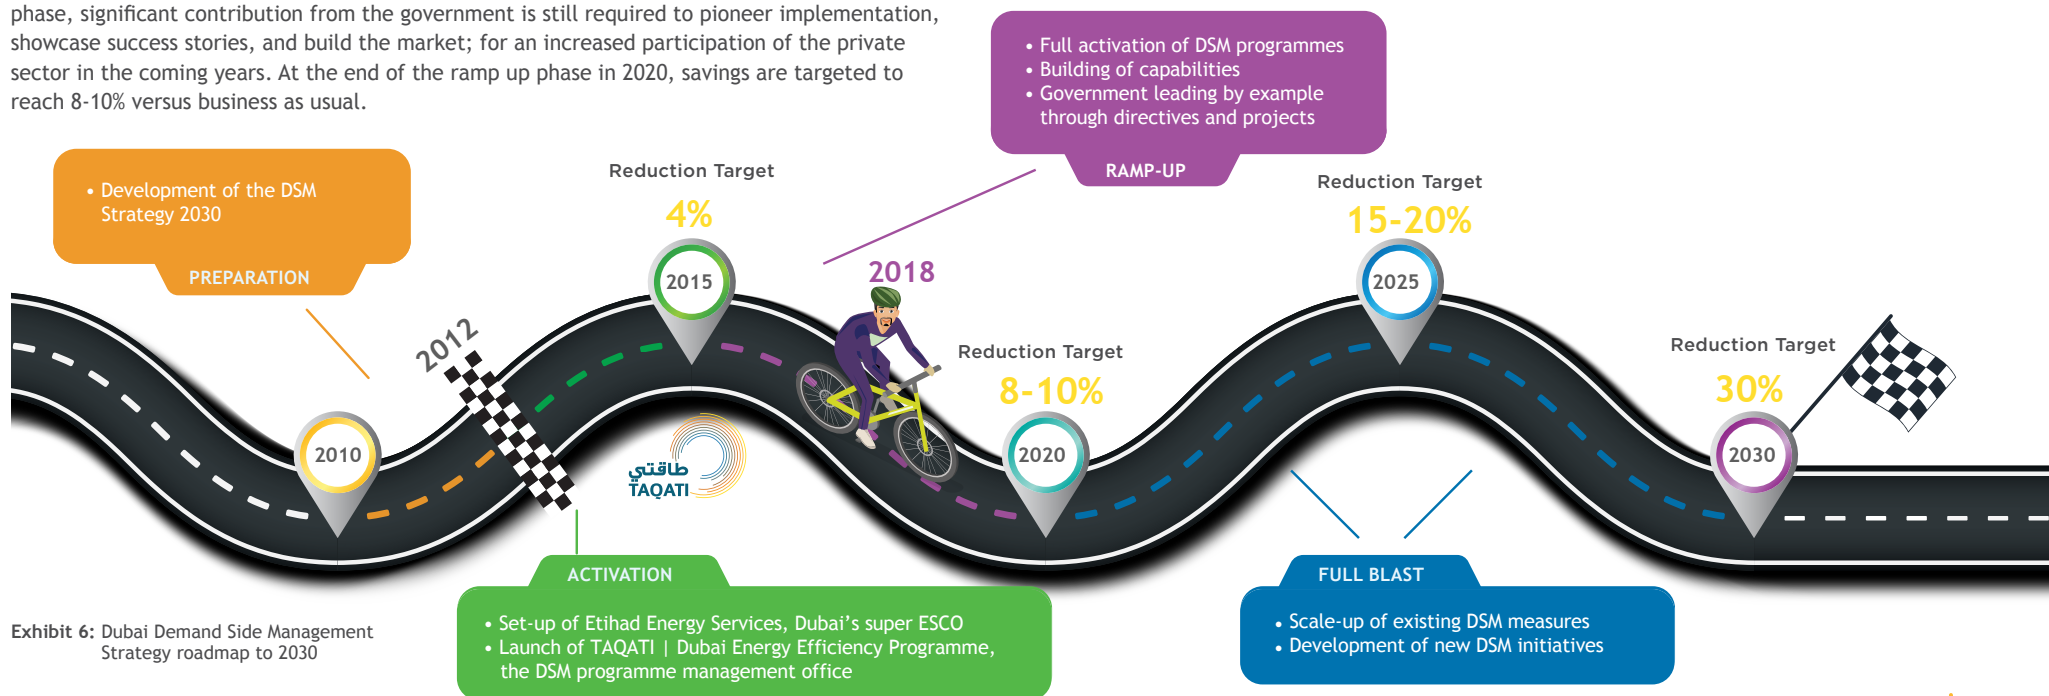 phase, significant contribution from the government is still required to pioneer implementation,
showcase success stories, and build the market; for an increased participation of the private
sector in the coming years. At the end of the ramp up phase in 2020, savings are targeted to
reach 8-10% versus business as usual.
• Full activation of DSM programmes
• Building of capabilities
• Government leading by example
through directives and projects
RAMP-UP
• Development of the DSM
Strategy 2030
PREPARATION
Reduction Target
4%
2015
2018
Reduction Target
15-20%
2025
2012
Reduction Target
8-10%
2020
Reduction Target
30%
2030
2010
طاقتي
TAQATI
ACTIVATION
• Set-up of Etihad Energy Services, Dubai's super ESCO
• Launch of TAQATI | Dubai Energy Efficiency Programme,
the DSM programme management office
FULL BLAST
• Scale-up of existing DSM measures
• Development of new DSM initiatives
Exhibit 6: Dubai Demand Side Management
Strategy roadmap to 2030